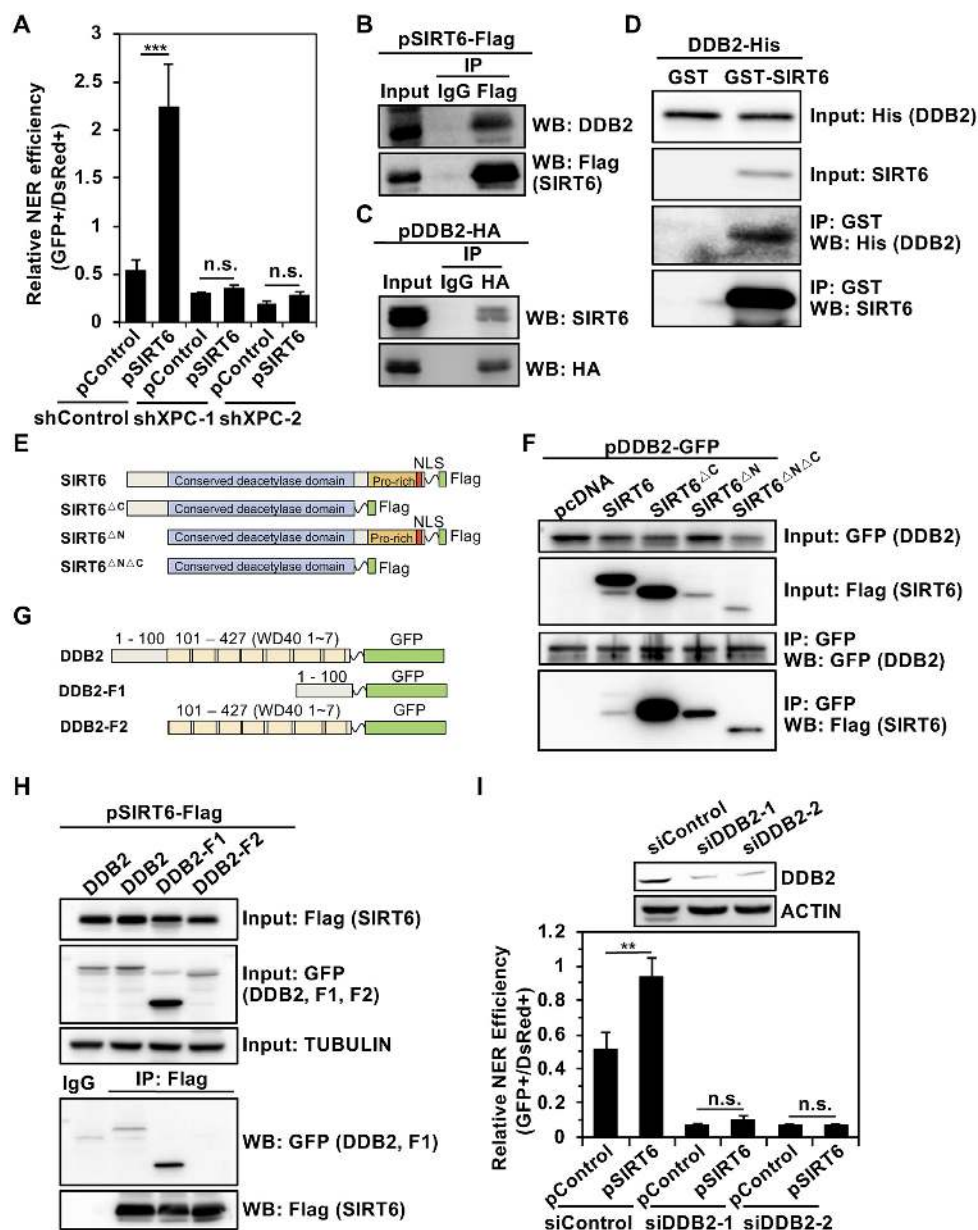 A
Relative NER efficiency
(GFP+/DsRed+)
3
2.5
2
1.5
1
0.5
0
***
n.s.
n.s.
pControl
pSIRT6
pControl
pSIRT6
pControl
pSIRT6
shControl shXPC-1 shXPC-2
B
pSIRT6-Flag
IP
Input IgG Flag
WB: DDB2
WB: Flag
(SIRT6)
C
pDDB2-HA
IP
Input IgG HA
WB: SIRT6
WB: HA
D
DDB2-His
GST GST-SIRT6
Input: His (DDB2)
Input: SIRT6
IP: GST
WB: His (DDB2)
IP: GST
WB: SIRT6
E
NLS
SIRT6 Conserved deacetylase domain Pro-rich Flag
SIRT6△C Conserved deacetylase domain Flag
NLS
SIRT6△N Conserved deacetylase domain Pro-rich Flag
SIRT6△N△C Conserved deacetylase domain Flag
F
pDDB2-GFP
pcDNA
SIRT6
SIRT6△C
SIRT6△N
SIRT6△N△C
Input: GFP (DDB2)
Input: Flag (SIRT6)
IP: GFP
WB: GFP (DDB2)
IP: GFP
WB: Flag (SIRT6)
G
1 - 100 101 – 427 (WD40 1~7) GFP
DDB2
1 - 100 GFP
DDB2-F1
101 – 427 (WD40 1~7) GFP
DDB2-F2
H
pSIRT6-Flag
DDB2
DDB2
DDB2-F1
DDB2-F2
Input: Flag (SIRT6)
Input: GFP
(DDB2, F1, F2)
Input: TUBULIN
IgG IP: Flag
WB: GFP (DDB2, F1)
WB: Flag (SIRT6)
I
siControl
siDDB2-1
siDDB2-2
DDB2
ACTIN
Relative NER Efficiency
(GFP+/DsRed+)
1.2
1
0.8
0.6
0.4
0.2
0
**
n.s.
n.s.
pControl
pSIRT6
pControl
pSIRT6
pControl
pSIRT6
siControl siDDB2-1 siDDB2-2